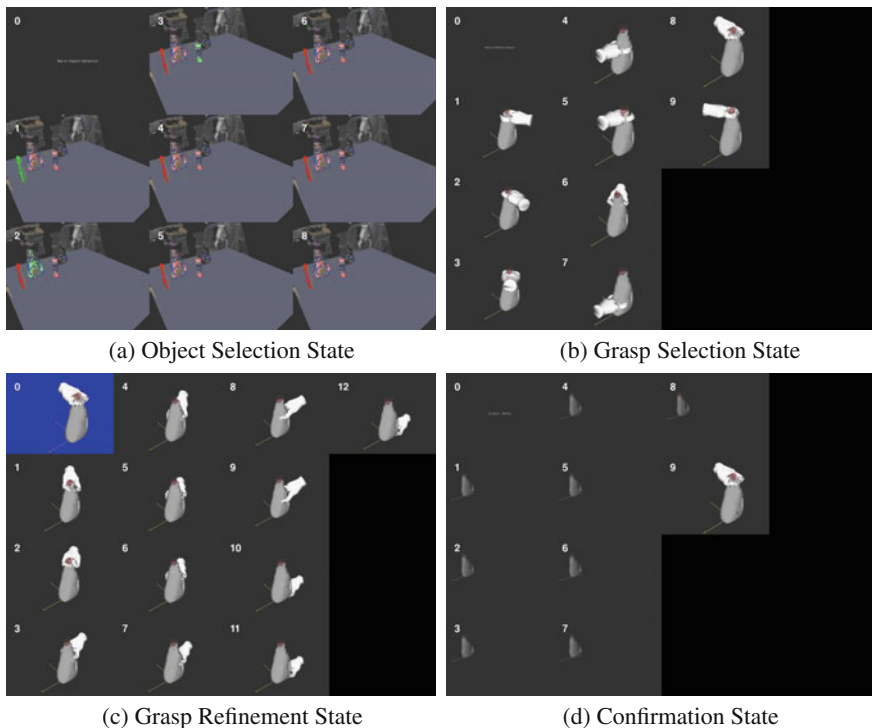 0 3 6
1 4 7
2 5 8
(a) Object Selection State
0 4 8
1 5 9
2 6
3 7
(b) Grasp Selection State
0 4 8 12
1 5 9
2 6 10
3 7 11
(c) Grasp Refinement State
0 4 8
1 5 9
2 6
3 7
(d) Confirmation State